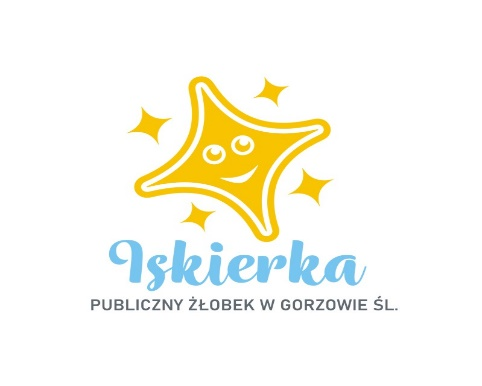 Iskierka
PUBLICZNY ŻŁOBEK W GORZOWIE ŚL.